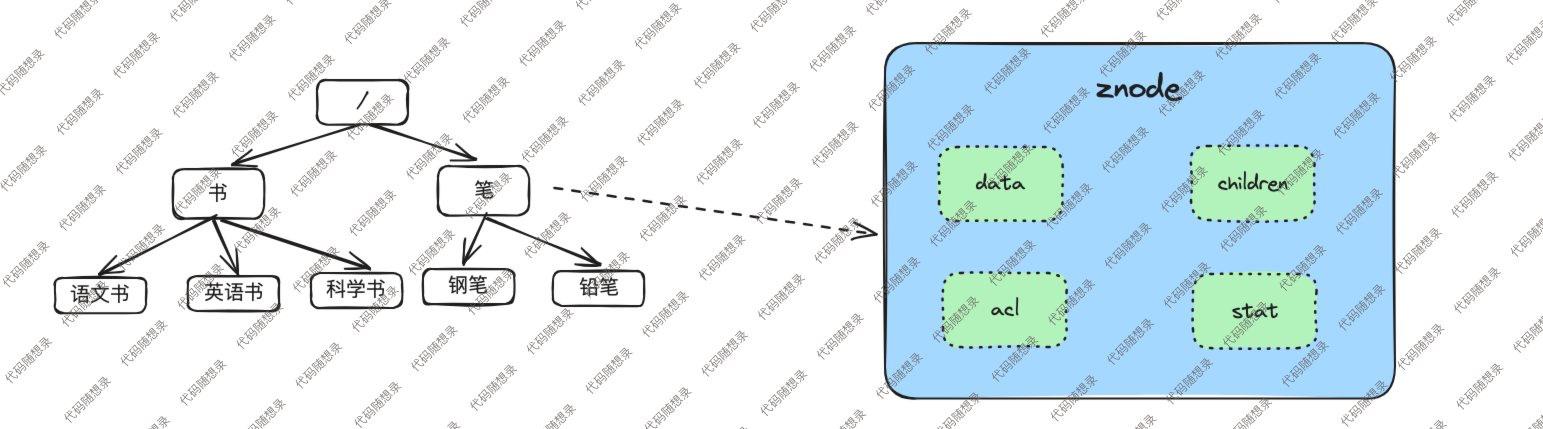 /
书
笔
语文书
英语书
科学书
钢笔
铅笔
znode
data
children
acl
stat
代码随想录